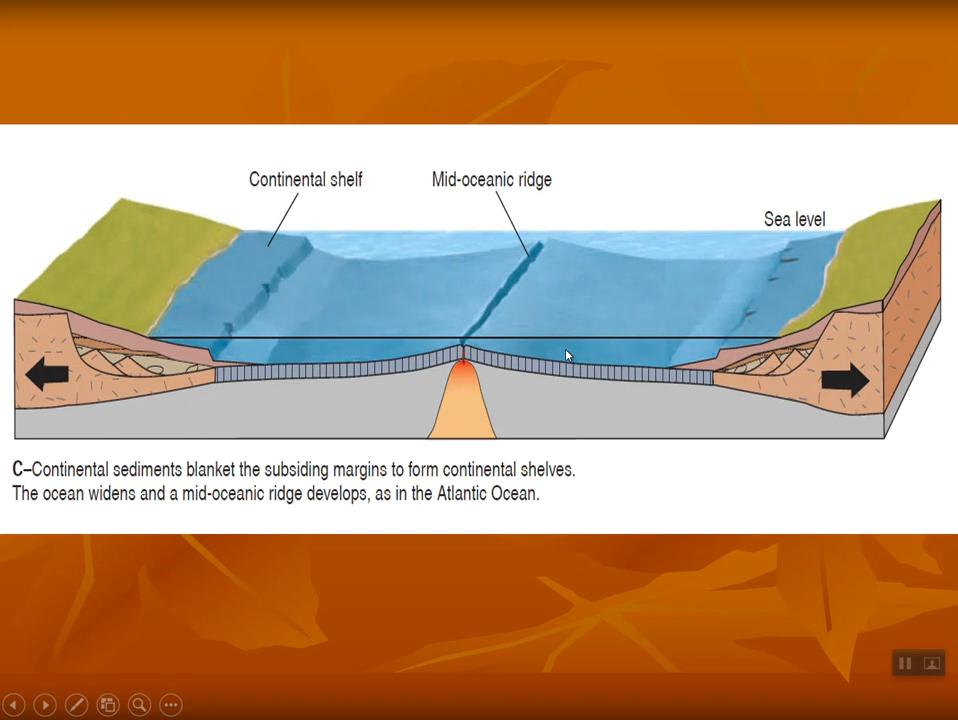 Continental shelf
Mid-oceanic ridge
Sea level
C–Continental sediments blanket the subsiding margins to form continental shelves.
The ocean widens and a mid-oceanic ridge develops, as in the Atlantic Ocean.